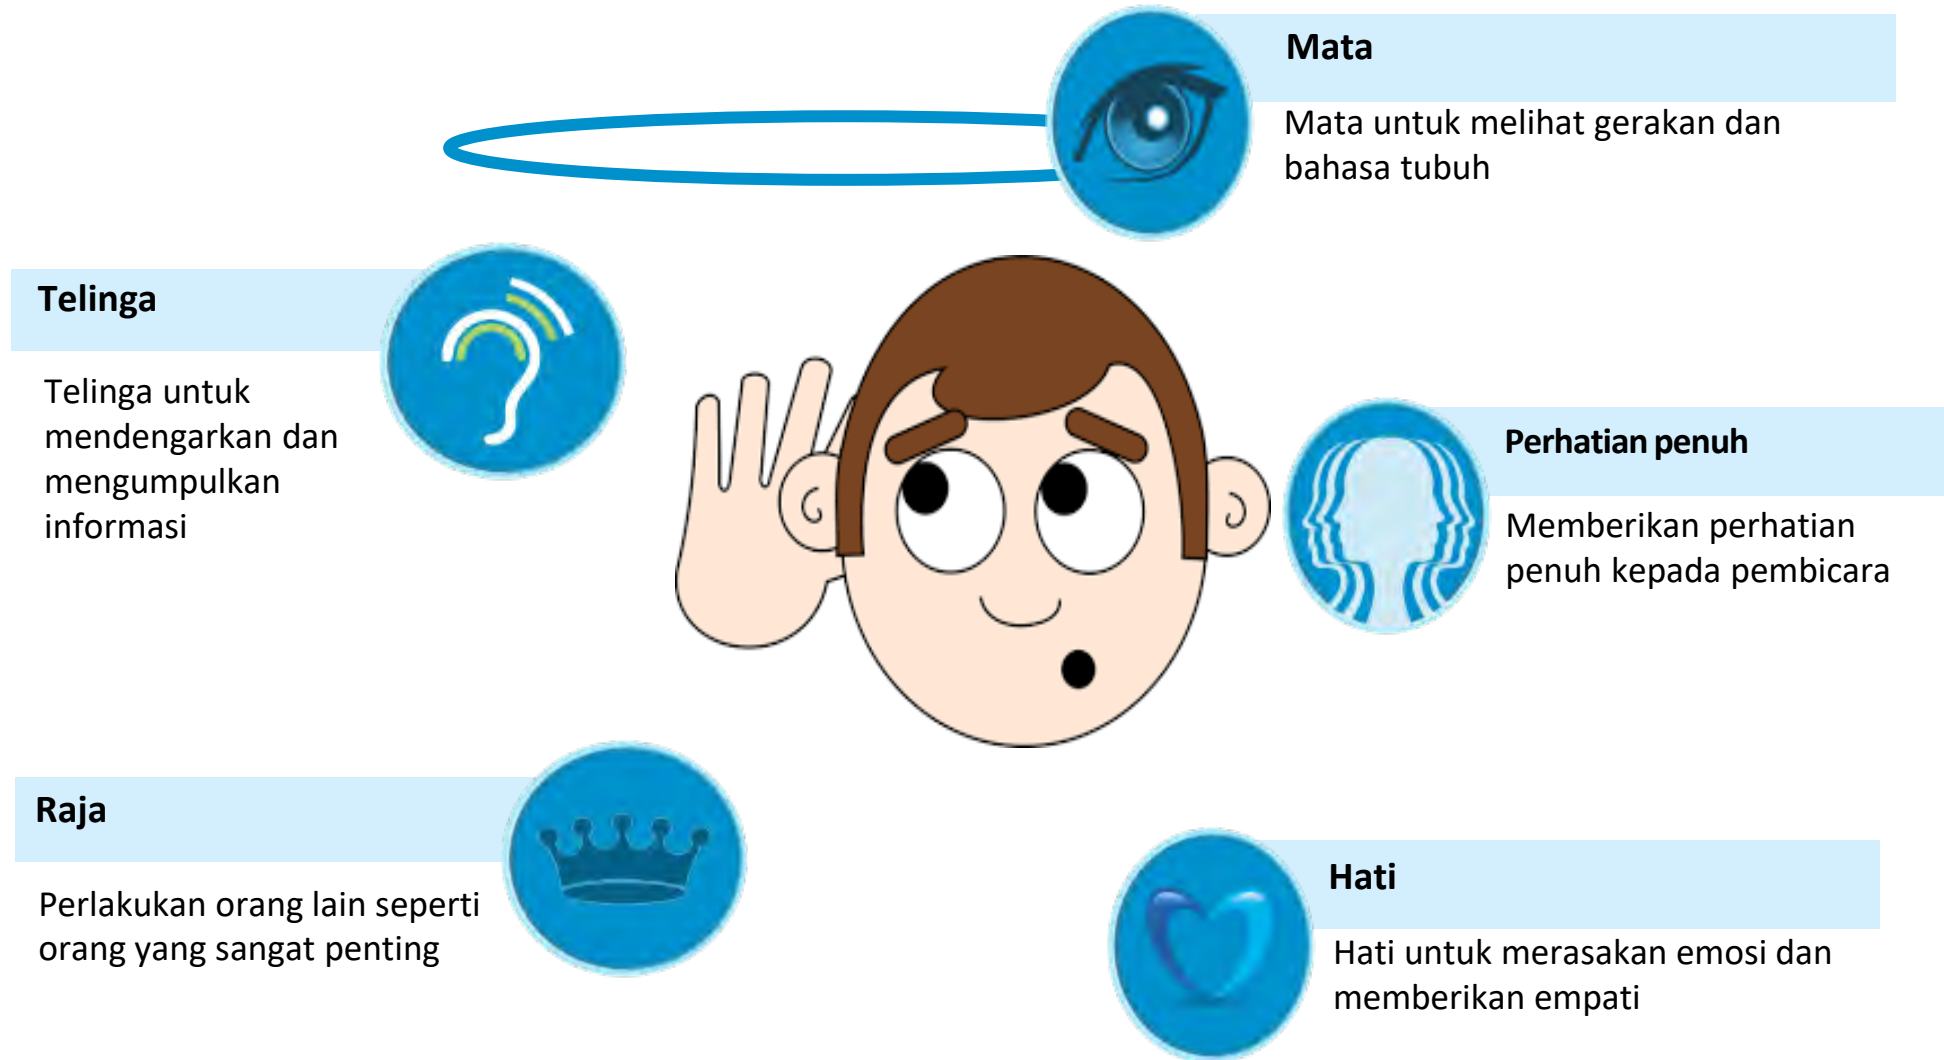 Mata
Mata untuk melihat gerakan dan
bahasa tubuh
Telinga
Telinga untuk
mendengarkan dan
mengumpulkan
informasi
Perhatian penuh
Memberikan perhatian
penuh kepada pembicara
Raja
Perlakukan orang lain seperti
orang yang sangat penting
Hati
Hati untuk merasakan emosi dan
memberikan empati